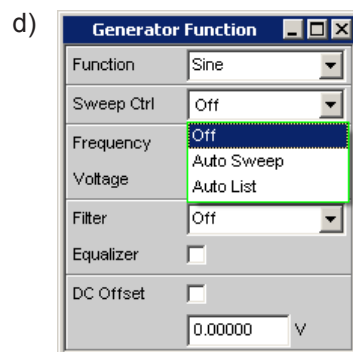 d)
Generator Function
Function Sine
Sweep Ctrl Off
Off
Frequency
Auto Sweep
Voltage
Auto List
Filter Off
Equalizer
DC Offset
0.00000 V